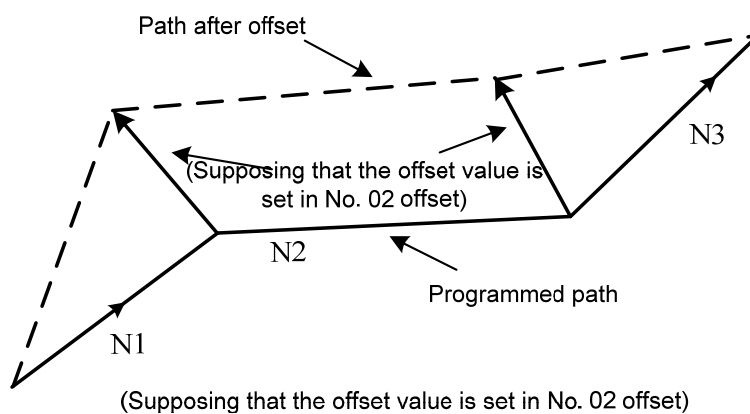 Path after offset
N3
(Supposing that the offset value is
set in No. 02 offset)
N2
Programmed path
N1
(Supposing that the offset value is set in No. 02 offset)